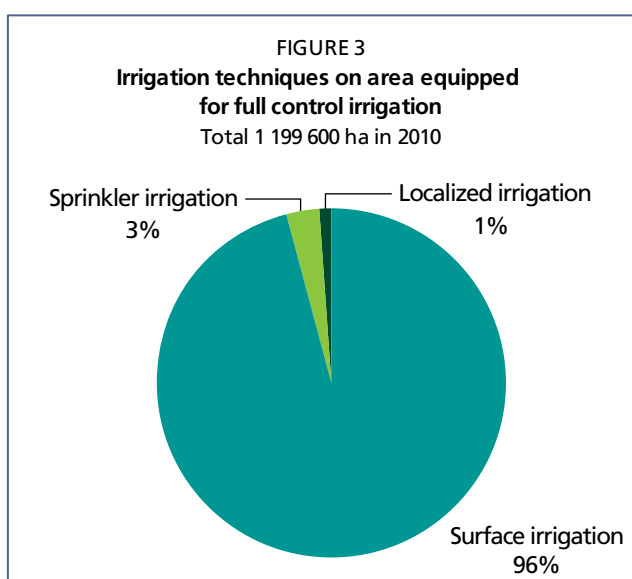 FIGURE 3
Irrigation techniques on area equipped
for full control irrigation
Total 1 199 600 ha in 2010
Sprinkler irrigation
3%
Localized irrigation
1%
Surface irrigation
96%